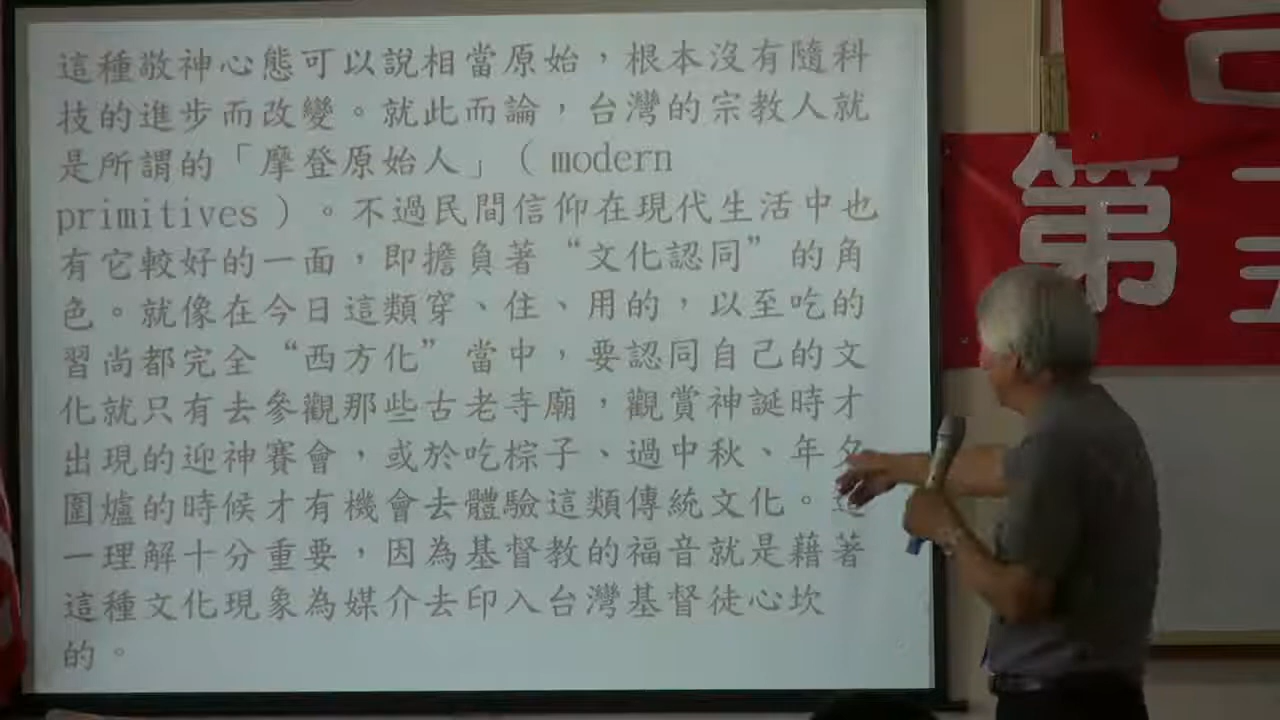 這種敬神心態可以說相當原始，根本沒有隨科
技的進步而改變。就此而論，台灣的宗教人就
是所謂的「摩登原始人」（modern
primitives）。不過民間信仰在現代生活中也
有它較好的一面，即擔負著“文化認同”的角
色。就像在今日這類穿、住、用的，以至吃的
習尚都完全“西方化”當中，要認同自己的文
化就只有去參觀那些古老寺廟，觀賞神誕時才
出現的迎神賽會，或於吃粽子、過中秋、年夕
圍爐的時候才有機會去體驗這類傳統文化。這
一理解十分重要，因為基督教的福音就是藉著
這種文化現象為媒介去印入台灣基督徒心坎
的。
第